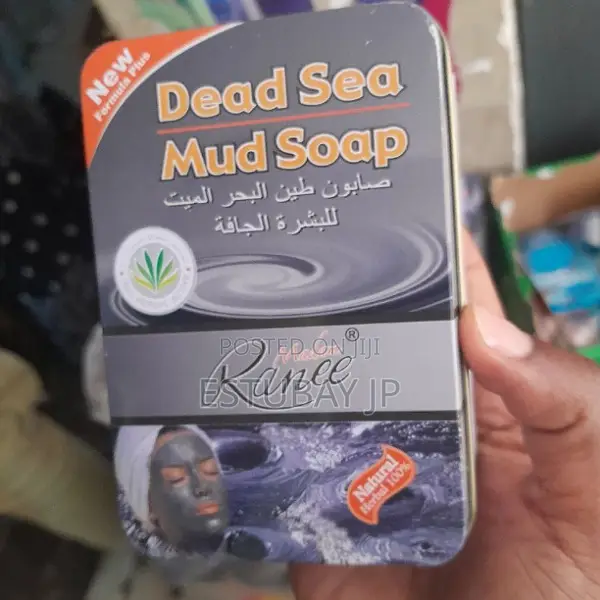 New
Formula Plus
Dead Sea
Mud Soap
صابون طين البحر الميت
للبشرة الجافة
POSTED ON JIJI
Ranee®
ESTUBAY JP
Natural
Herbal 100%